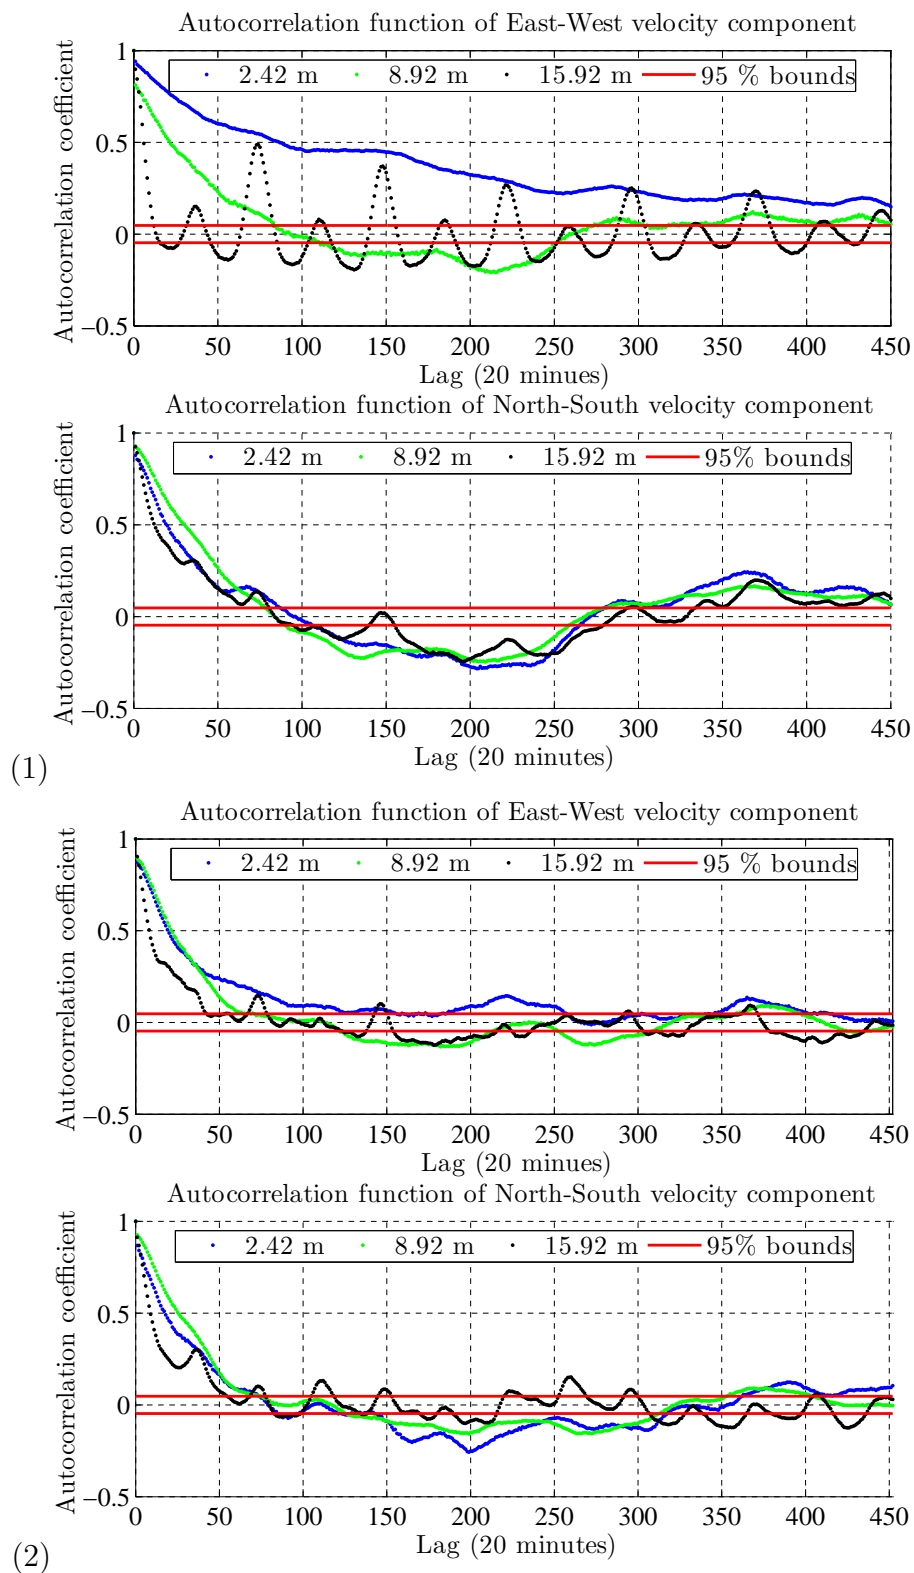 Autocorrelation function of East-West velocity component
Autocorrelation coefficient
1
0.5
0
−0.5
2.42 m 8.92 m 15.92 m 95 % bounds
0 50 100 150 200 250 300 350 400 450
Lag (20 minues)
Autocorrelation function of North-South velocity component
Autocorrelation coefficient
1
0.5
0
−0.5
2.42 m 8.92 m 15.92 m 95% bounds
0 50 100 150 200 250 300 350 400 450
Lag (20 minutes)
(1)
Autocorrelation function of East-West velocity component
Autocorrelation coefficient
1
0.5
0
−0.5
2.42 m 8.92 m 15.92 m 95 % bounds
0 50 100 150 200 250 300 350 400 450
Lag (20 minues)
Autocorrelation function of North-South velocity component
Autocorrelation coefficient
1
0.5
0
−0.5
2.42 m 8.92 m 15.92 m 95% bounds
0 50 100 150 200 250 300 350 400 450
Lag (20 minutes)
(2)